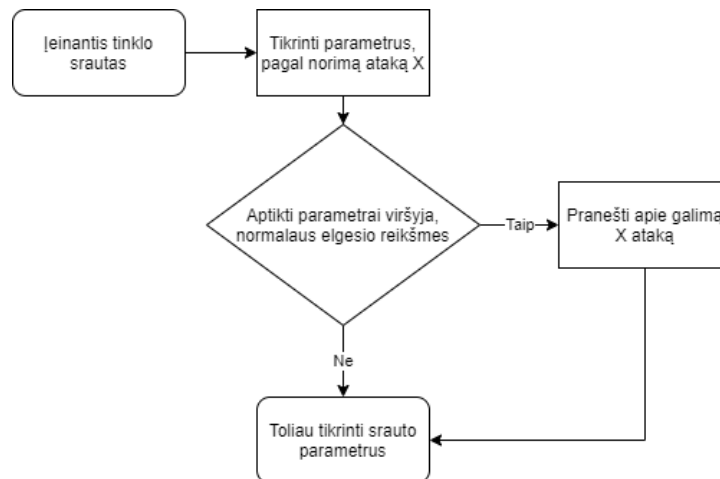 Įeinantis tinklo
srautas
Tikrinti parametrus,
pagal norimą ataką X
Aptikti parametrai viršyja,
normalaus elgesio reikšmes
Taip
Pranešti apie galimą
X ataką
Ne
Toliau tikrinti srauto
parametrus